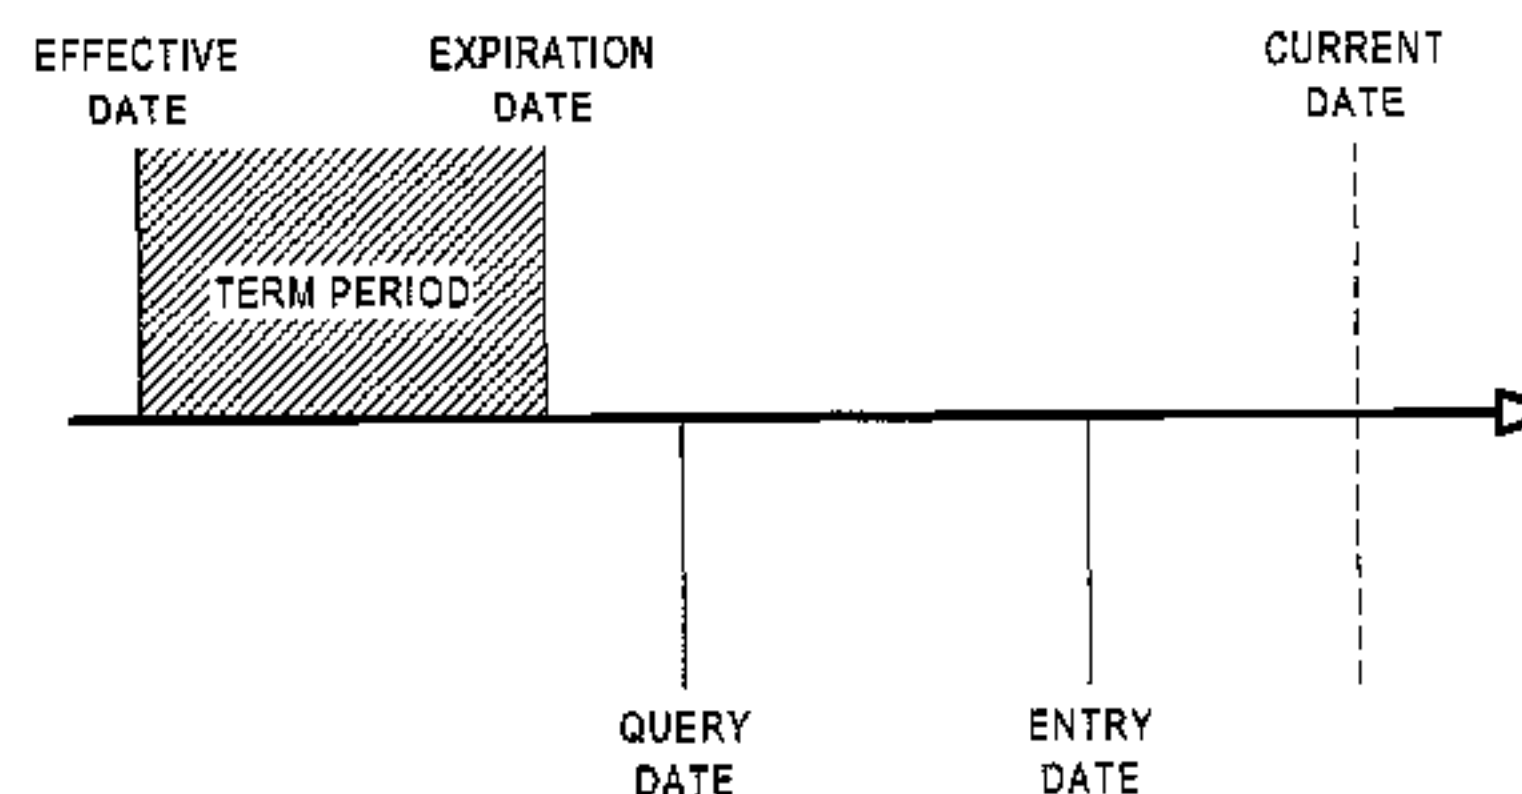 EFFECTIVE
DATE
EXPIRATION
DATE
CURRENT
DATE
TERM PERIOD
QUERY
DATE
ENTRY
DATE